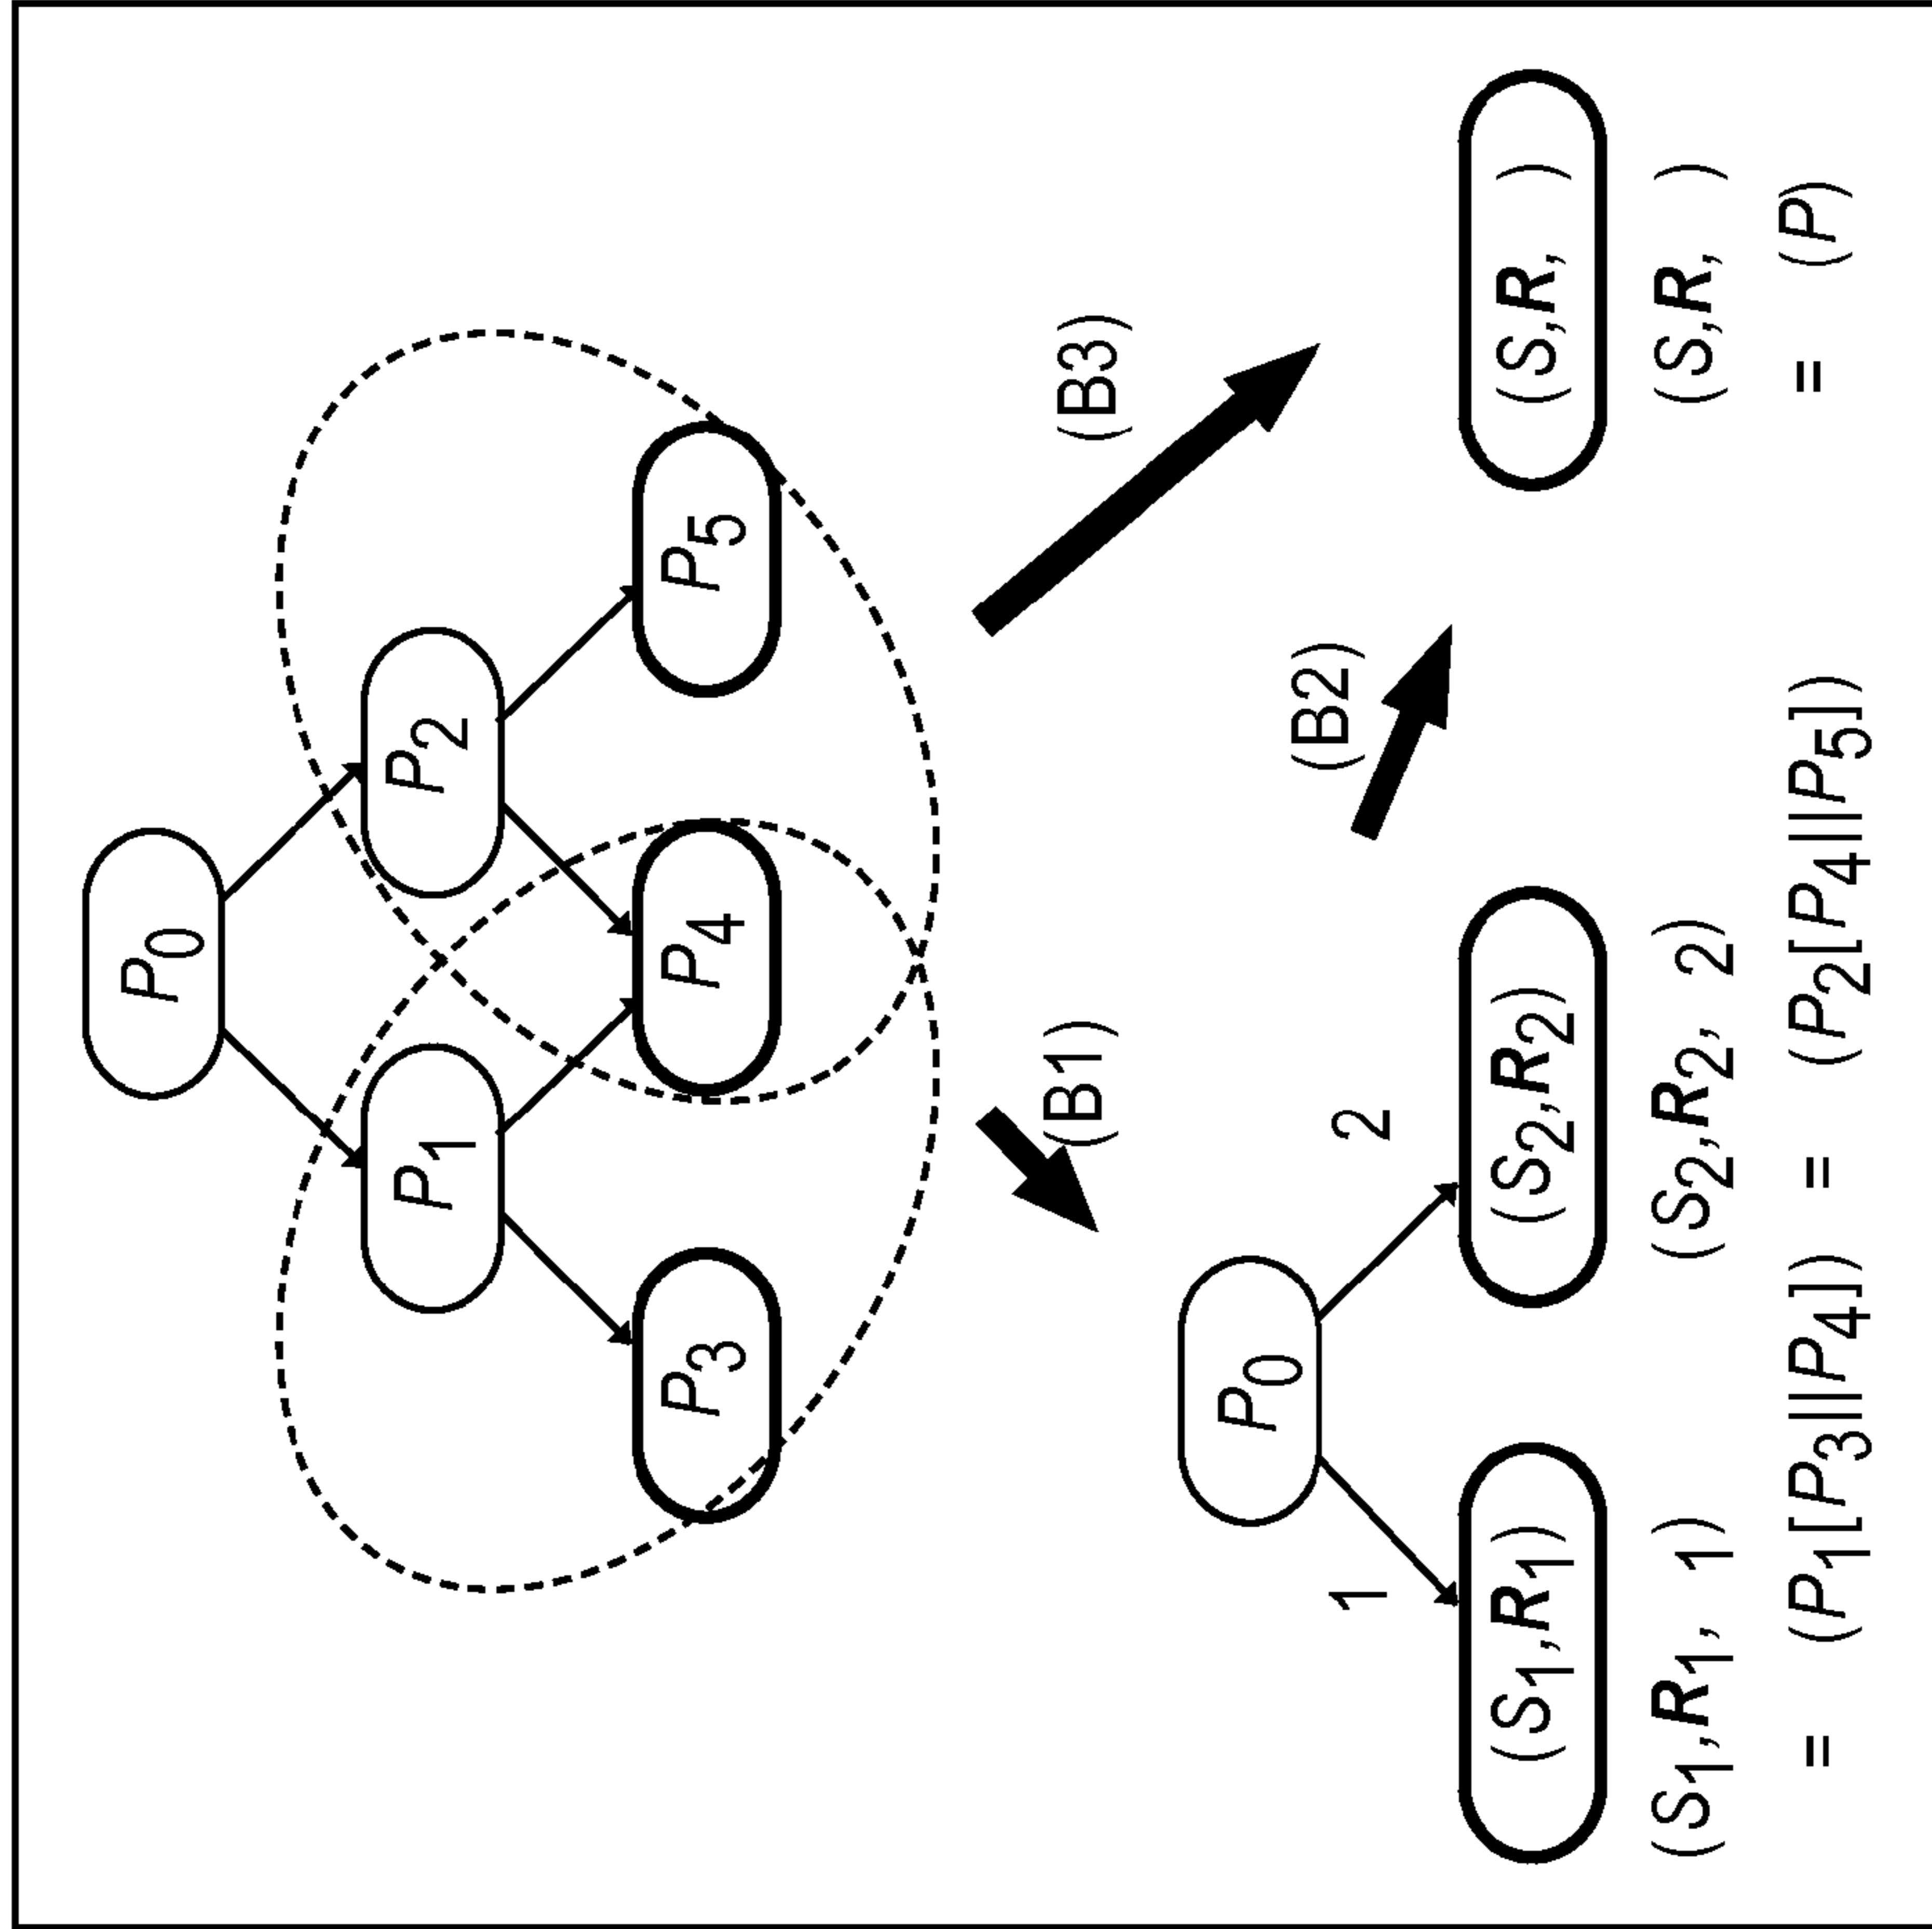 P0
P1 P2
P3 P4 P5
(B1) (B3)
P0
(B2)
1 2
(S1,R1) (S2,R2) (S,R, )
(S1,R1, 1) (S2,R2, 2) (S,R, )
= (P1[P3|||P4]) = (P2[P4|||P5]) = (P)